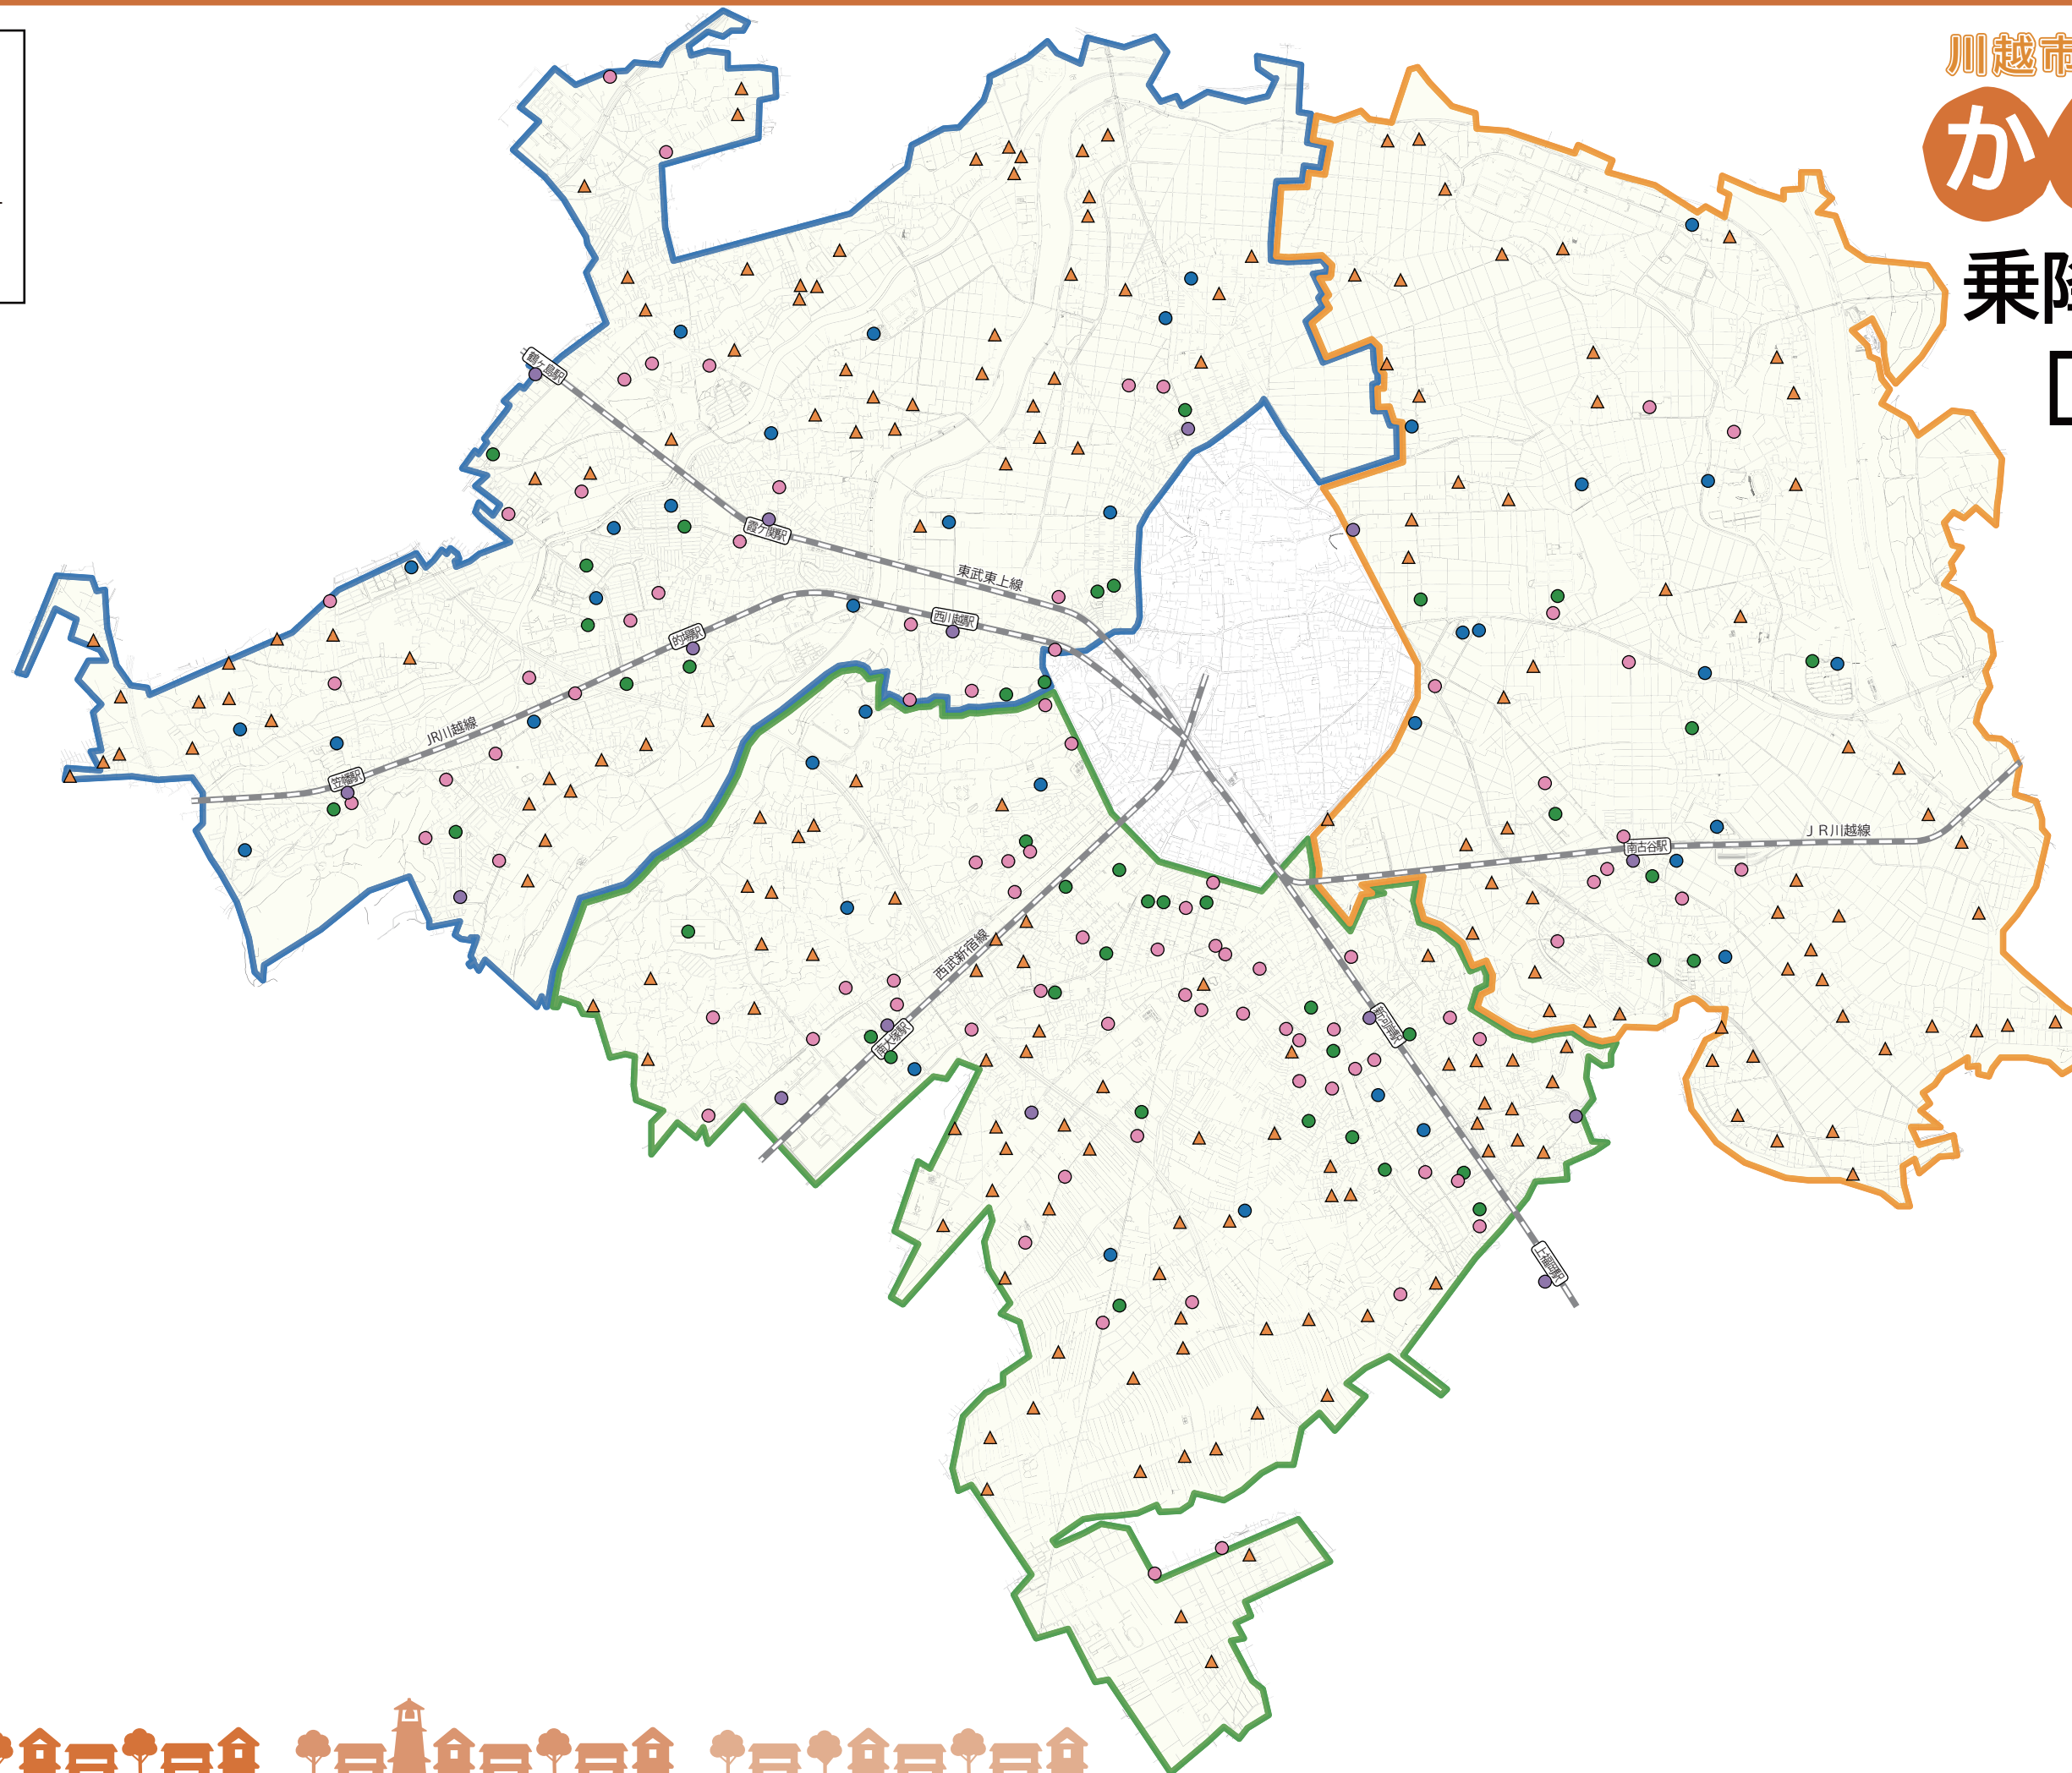 川越市
か
乗降
鶴ヶ島駅
霞ケ関駅
東武東上線
西川越駅
的場駅
JR川越線
笠幡駅
ＪＲ川越線
南古谷駅
西武新宿線
南大塚駅
新河岸駅
上福岡駅